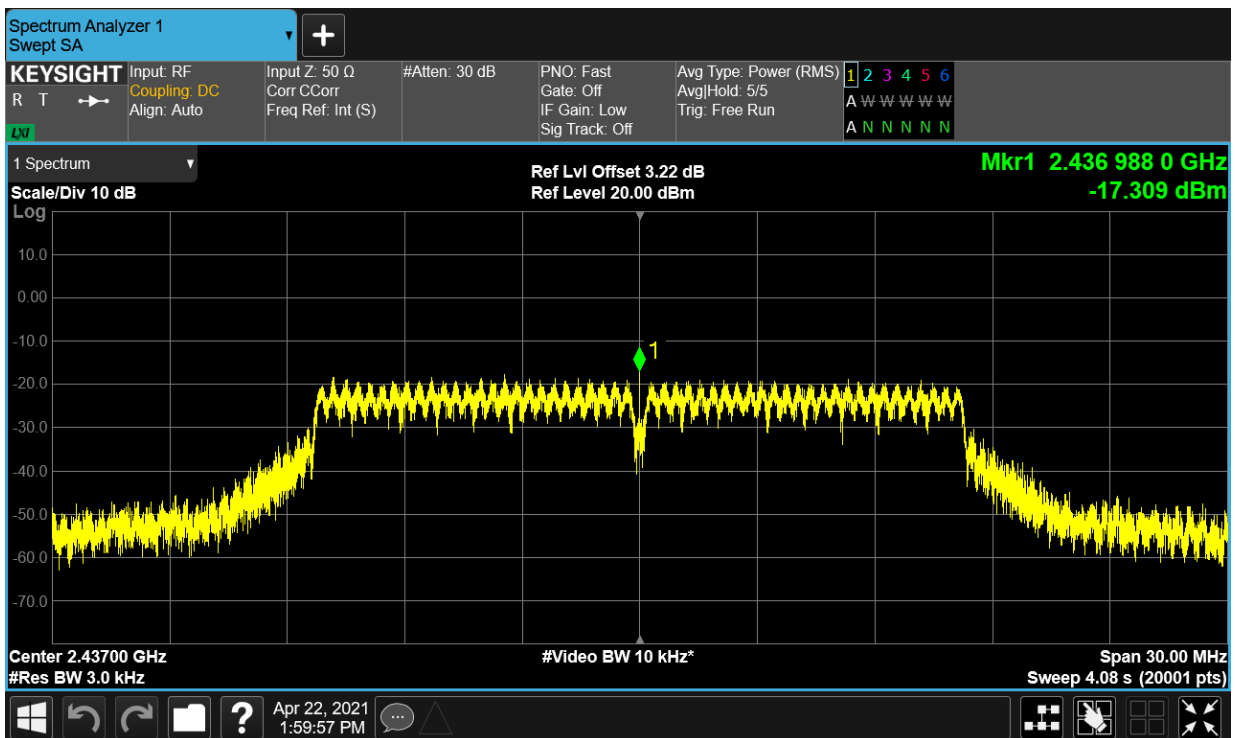 Spectrum Analyzer 1
Swept SA
+
KEYSIGHT
R T
LXI
Input: RF
Coupling: DC
Align: Auto
Input Z: 50 Ω
Corr CCorr
Freq Ref: Int (S)
#Atten: 30 dB
PNO: Fast
Gate: Off
IF Gain: Low
Sig Track: Off
Avg Type: Power (RMS)
Avg|Hold: 5/5
Trig: Free Run
1 2 3 4 5 6
A W W W W W
A N N N N N
1 Spectrum
Scale/Div 10 dB
Log
Ref Lvl Offset 3.22 dB
Ref Level 20.00 dBm
Mkr1 2.436 988 0 GHz
-17.309 dBm
10.0
0.00
-10.0
1
-20.0
-30.0
-40.0
-50.0
-60.0
-70.0
Center 2.43700 GHz
#Res BW 3.0 kHz
#Video BW 10 kHz*
Span 30.00 MHz
Sweep 4.08 s (20001 pts)
?
Apr 22, 2021
1:59:57 PM